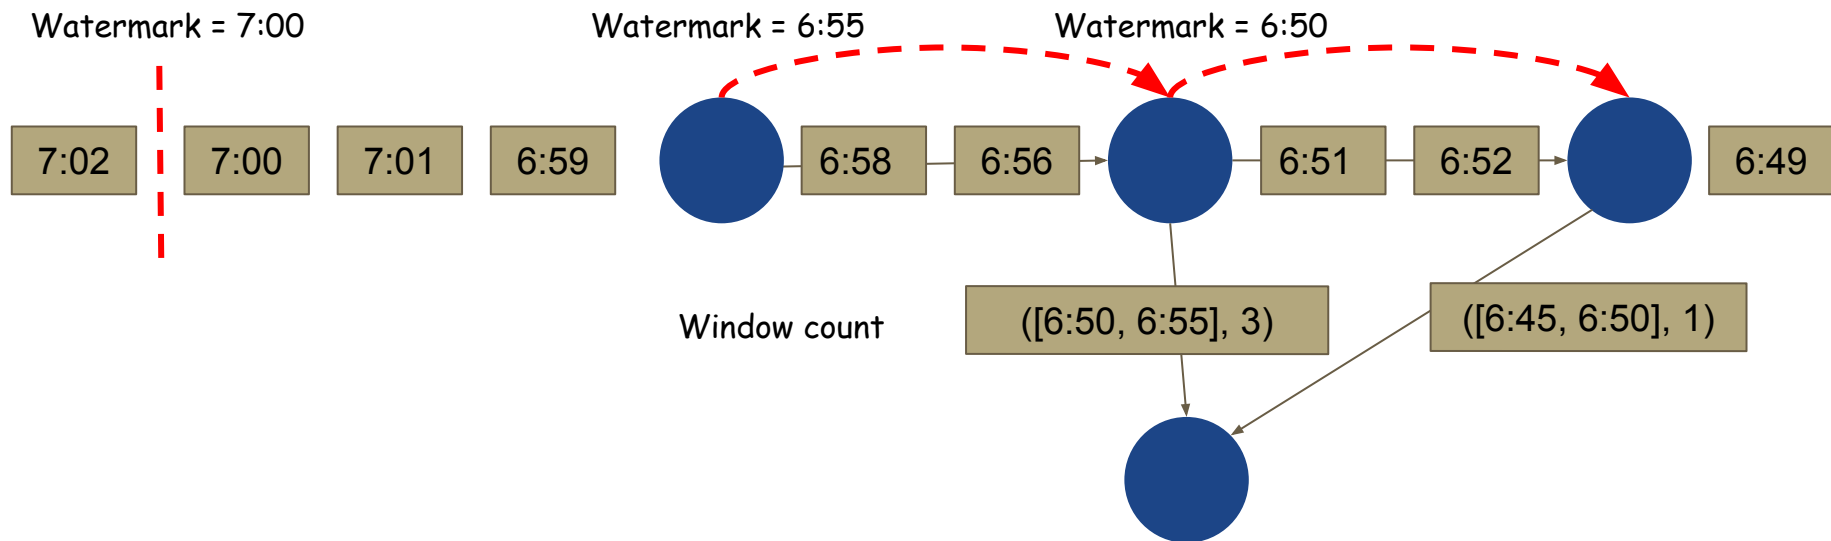 Watermark = 7:00
Watermark = 6:55
Watermark = 6:50
7:02
7:00
7:01
6:59
6:58
6:56
6:51
6:52
6:49
Window count
([6:50, 6:55], 3)
([6:45, 6:50], 1)